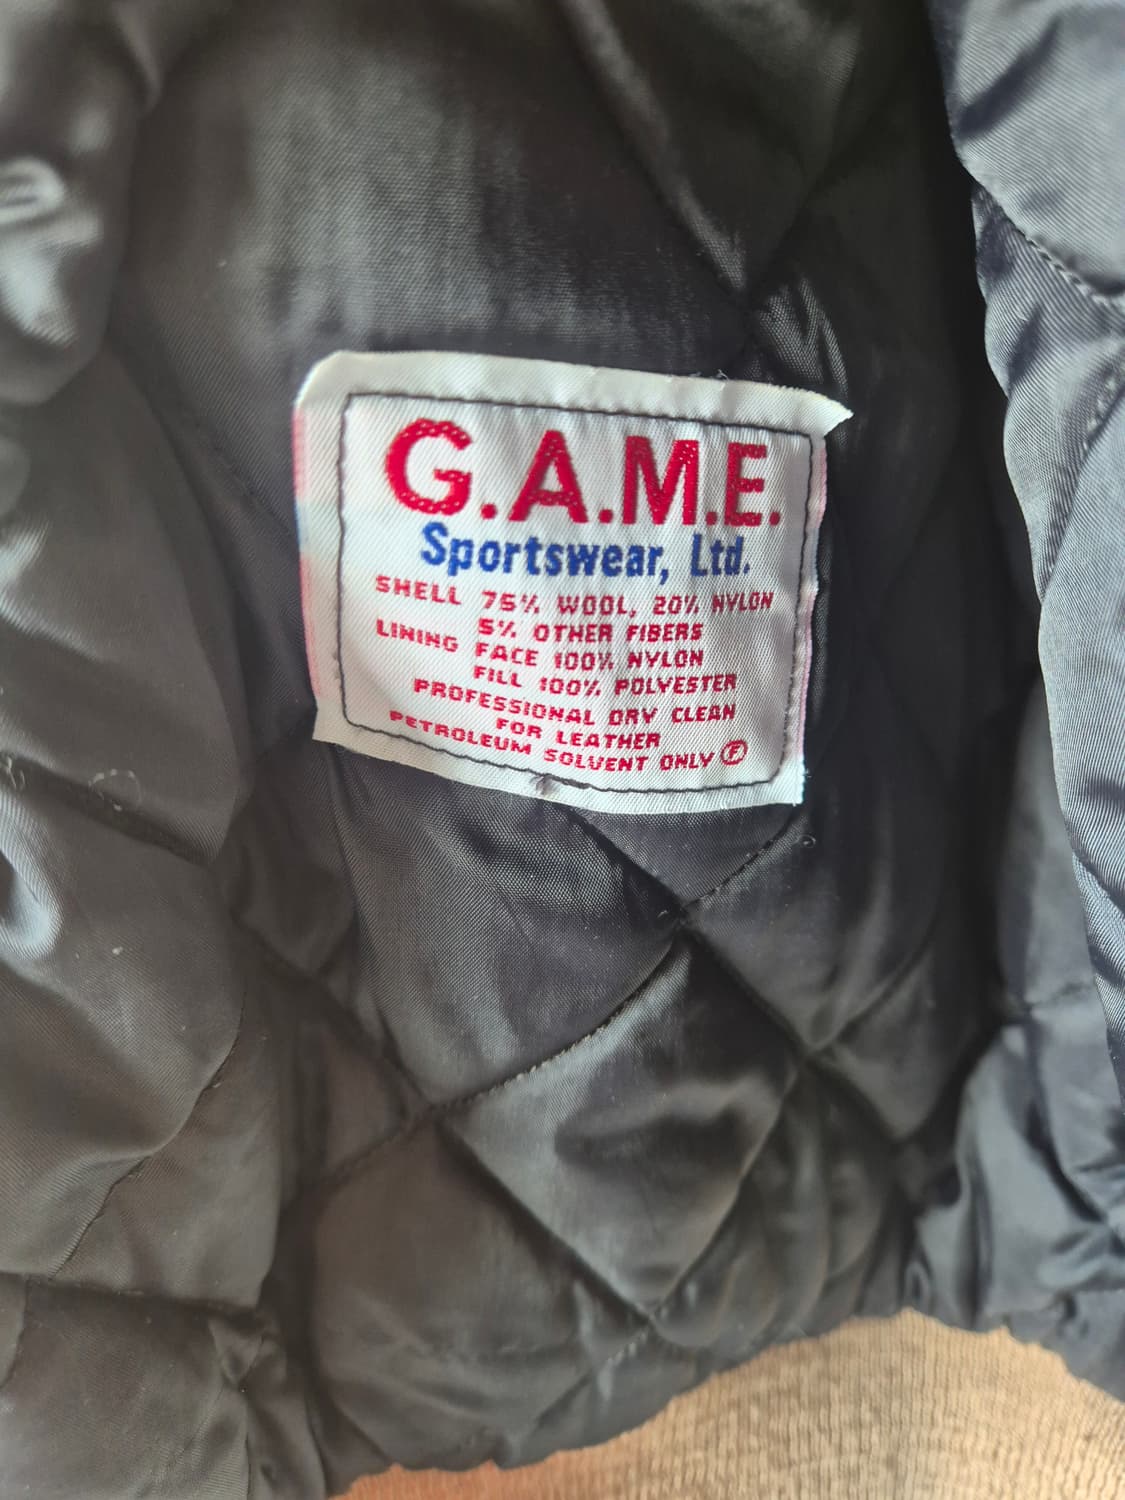 G.A.M.E.
Sportswear, Ltd.
SHELL 75% WOOL, 20% NYLON
5% OTHER FIBERS
LINING FACE 100% NYLON
FILL 100% POLYESTER
PROFESSIONAL DRY CLEAN
FOR LEATHER
PETROLEUM SOLVENT ONLY Ⓕ